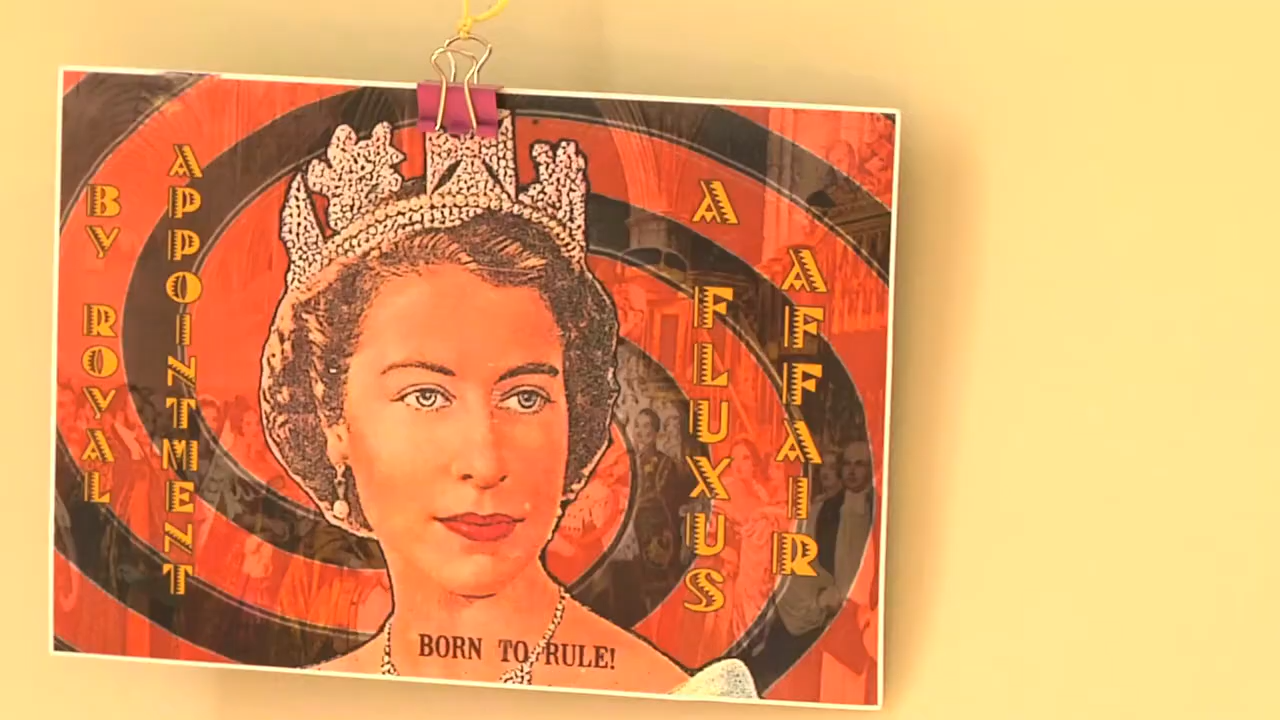 BY ROYAL
APPOINTMENT
A FLUXUS
AFFAIR
BORN TO RULE!